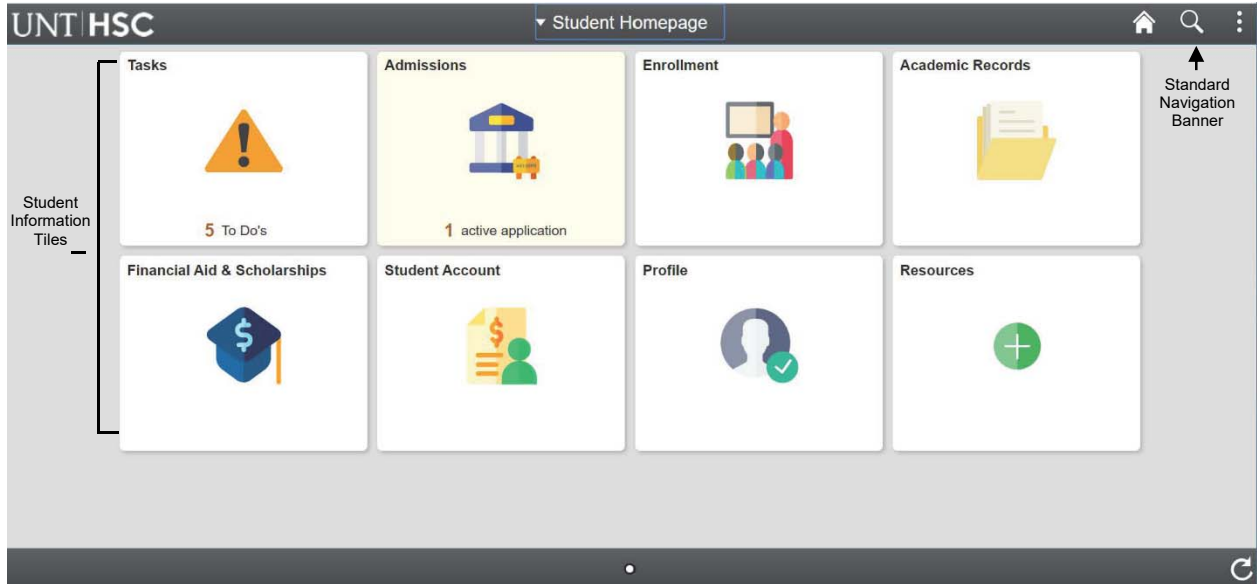 UNT|HSC
Student Homepage
Standard
Navigation
Banner
Student
Information
Tiles
Tasks
5 To Do's
Admissions
1 active application
Enrollment
Academic Records
Financial Aid & Scholarships
Student Account
Profile
Resources